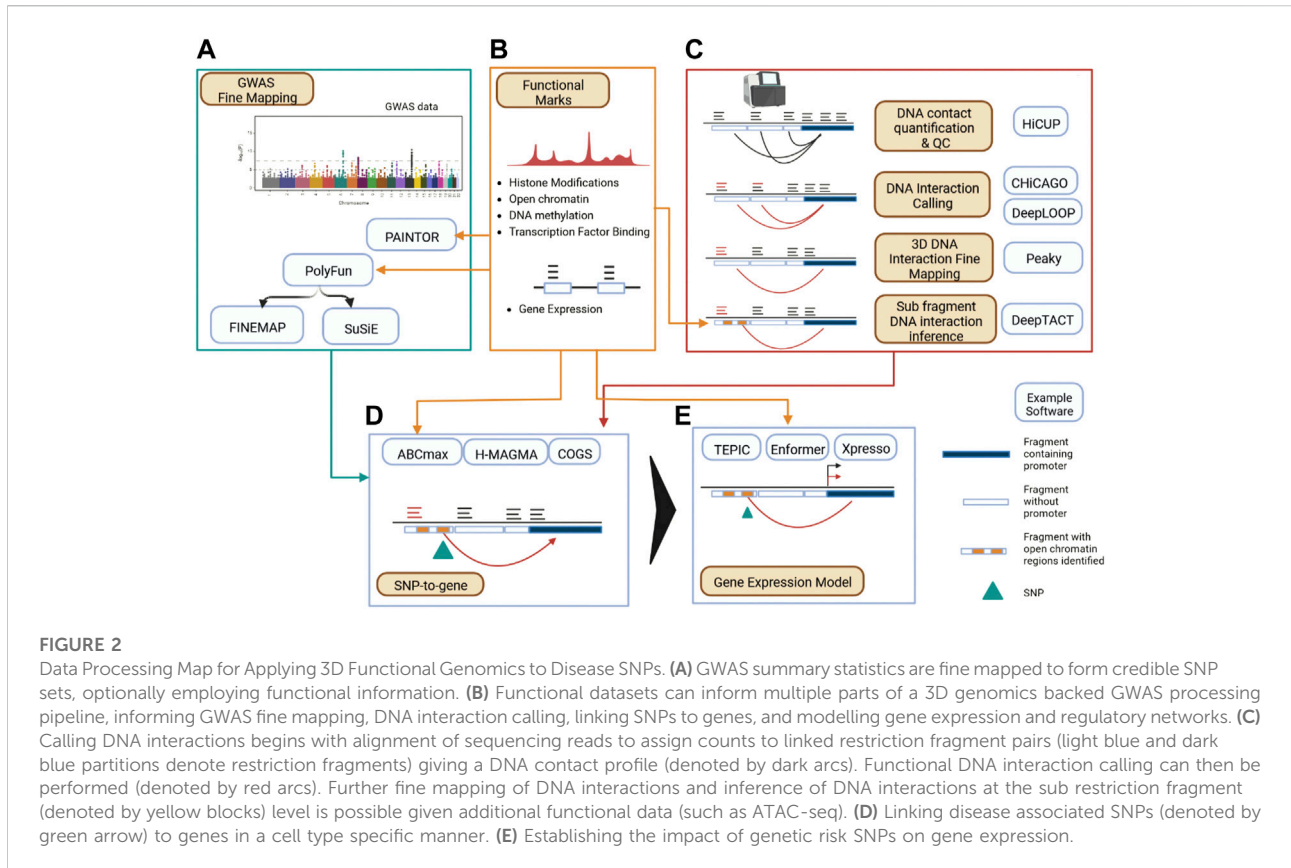 A
B
C
GWAS
Fine Mapping
GWAS data
-log₁₀(P)
Chromosome
PAINTOR
PolyFun
FINEMAP
SuSiE
Functional
Marks
• Histone Modifications
• Open chromatin
• DNA methylation
• Transcription Factor Binding
• Gene Expression
DNA contact
quantification
& QC
HiCUP
DNA Interaction
Calling
CHiCAGO
DeepLOOP
3D DNA
Interaction Fine
Mapping
Peaky
Sub fragment
DNA interaction
inference
DeepTACT
D
ABCmax
H-MAGMA
COGS
SNP-to-gene
E
TEPIC
Enformer
Xpresso
Gene Expression Model
Example
Software
Fragment
containing
promoter
Fragment
without
promoter
Fragment with
open chromatin
regions identified
SNP
FIGURE 2
Data Processing Map for Applying 3D Functional Genomics to Disease SNPs. (A) GWAS summary statistics are fine mapped to form credible SNP
sets, optionally employing functional information. (B) Functional datasets can inform multiple parts of a 3D genomics backed GWAS processing
pipeline, informing GWAS fine mapping, DNA interaction calling, linking SNPs to genes, and modelling gene expression and regulatory networks. (C)
Calling DNA interactions begins with alignment of sequencing reads to assign counts to linked restriction fragment pairs (light blue and dark
blue partitions denote restriction fragments) giving a DNA contact profile (denoted by dark arcs). Functional DNA interaction calling can then be
performed (denoted by red arcs). Further fine mapping of DNA interactions and inference of DNA interactions at the sub restriction fragment
(denoted by yellow blocks) level is possible given additional functional data (such as ATAC-seq). (D) Linking disease associated SNPs (denoted by
green arrow) to genes in a cell type specific manner. (E) Establishing the impact of genetic risk SNPs on gene expression.